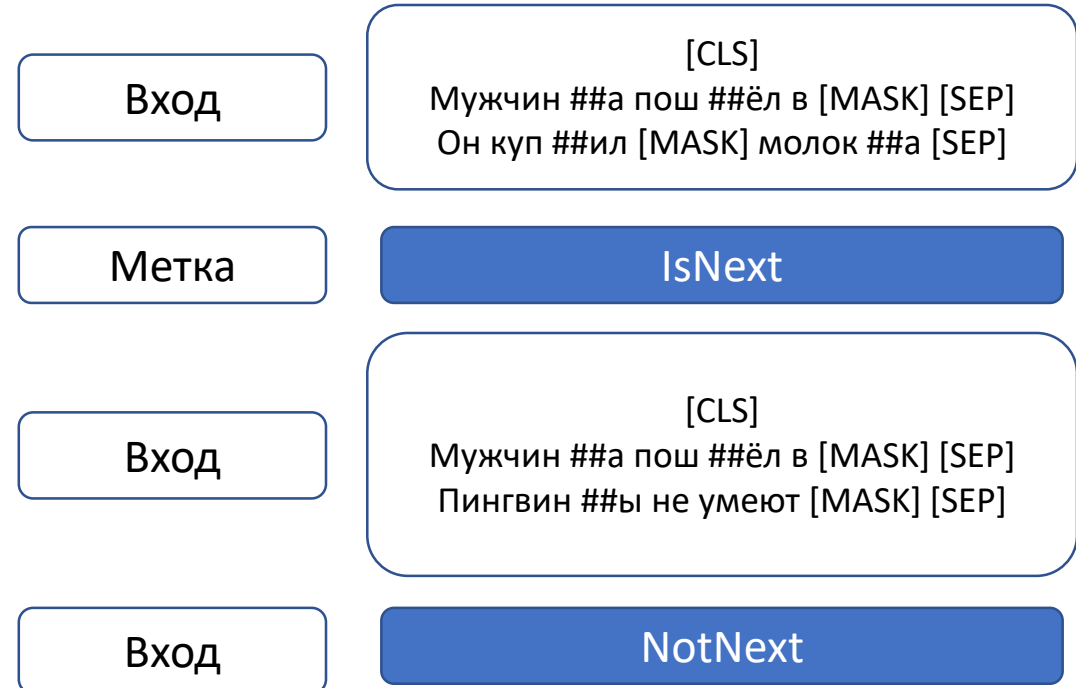 Вход
[CLS]
Мужчин ##а пош ##ёл в [MASK] [SEP]
Он куп ##ил [MASK] молок ##а [SEP]
Метка
IsNext
Вход
[CLS]
Мужчин ##а пош ##ёл в [MASK] [SEP]
Пингвин ##ы не умеют [MASK] [SEP]
Вход
NotNext